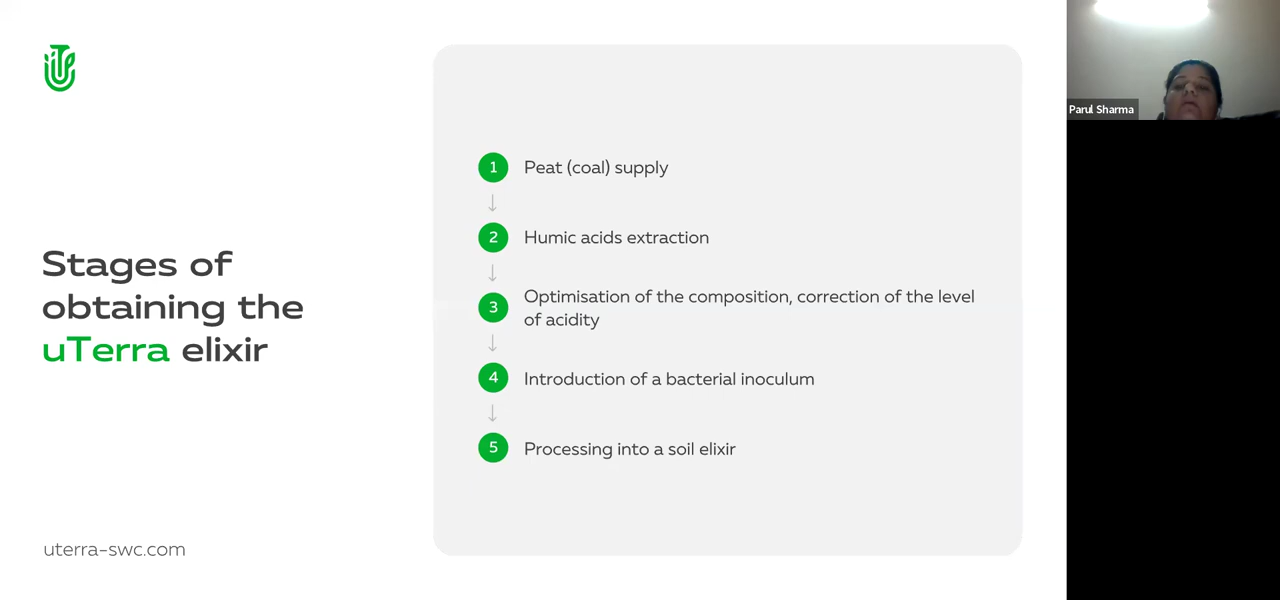 Stages of
obtaining the
uTerra elixir
uterra-swc.com
1 Peat (coal) supply
↓
2 Humic acids extraction
↓
3 Optimisation of the composition, correction of the level
of acidity
↓
4 Introduction of a bacterial inoculum
↓
5 Processing into a soil elixir
Parul Sharma